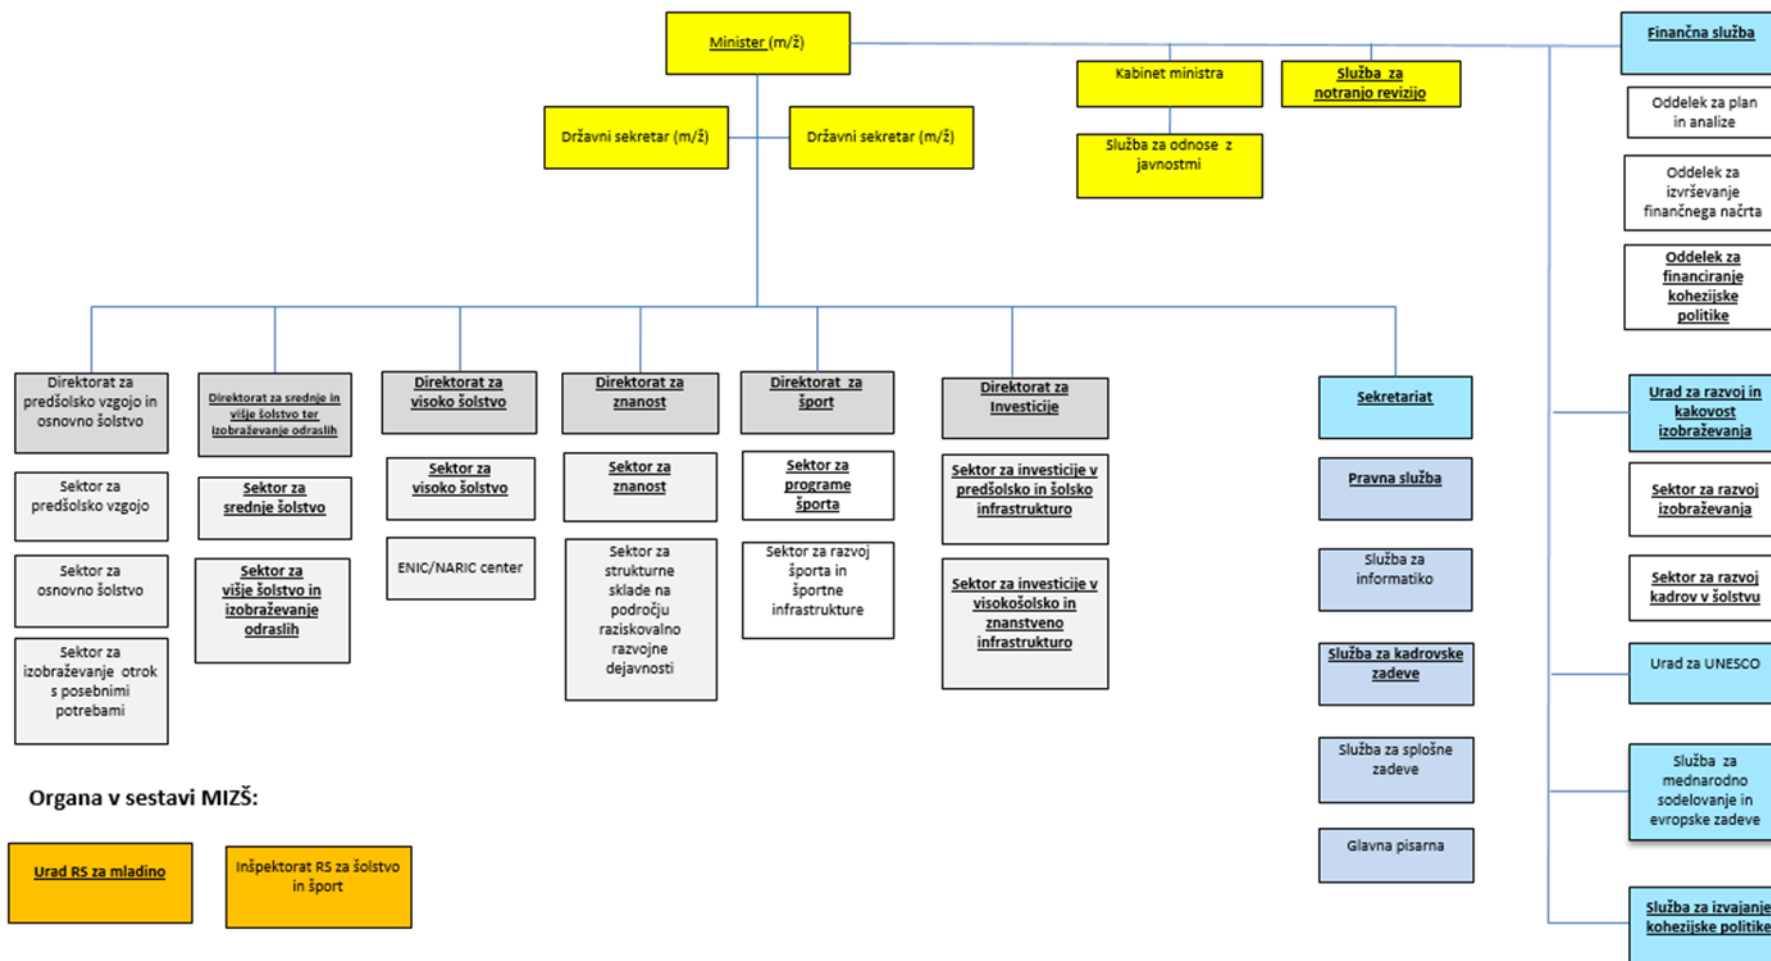 Minister (m/ž)
Državni sekretar (m/ž)
Državni sekretar (m/ž)
Kabinet ministra
Služba za odnose z
javnostmi
Služba za
notranjo revizijo
Finančna služba
Oddelek za plan
in analize
Oddelek za
izvrševanje
finančnega načrta
Oddelek za
financiranje
kohezijske
politike
Direktorat za
predšolsko vzgojo in
osnovno šolstvo
Sektor za
predšolsko vzgojo
Sektor za
osnovno šolstvo
Sektor za
izobraževanje otrok
s posebnimi
potrebami
Direktorat za srednje in
višje šolstvo ter
izobraževanje odraslih
Sektor za
srednje šolstvo
Sektor za
višje šolstvo in
izobraževanje
odraslih
Direktorat za
visoko šolstvo
Sektor za
visoko šolstvo
ENIC/NARIC center
Direktorat za
znanost
Sektor za
znanost
Sektor za
strukturne
sklade na
področju
raziskovalno
razvojne
dejavnosti
Direktorat za
šport
Sektor za
programe
športa
Sektor za razvoj
športa in
športne
infrastrukture
Direktorat za
Investicije
Sektor za investicije v
predšolsko in šolsko
infrastrukturo
Sektor za investicije v
visokošolsko in
znanstveno
infrastrukturo
Sekretariat
Pravna služba
Služba za
informatiko
Služba za kadrovske
zadeve
Služba za splošne
zadeve
Glavna pisarna
Urad za razvoj in
kakovost
izobraževanja
Sektor za razvoj
izobraževanja
Sektor za razvoj
kadrov v šolstvu
Urad za UNESCO
Služba za
mednarodno
sodelovanje in
evropske zadeve
Služba za izvajanje
kohezijske politike
Organa v sestavi MIZŠ:
Urad RS za mladino
Inšpektorat RS za šolstvo
in šport